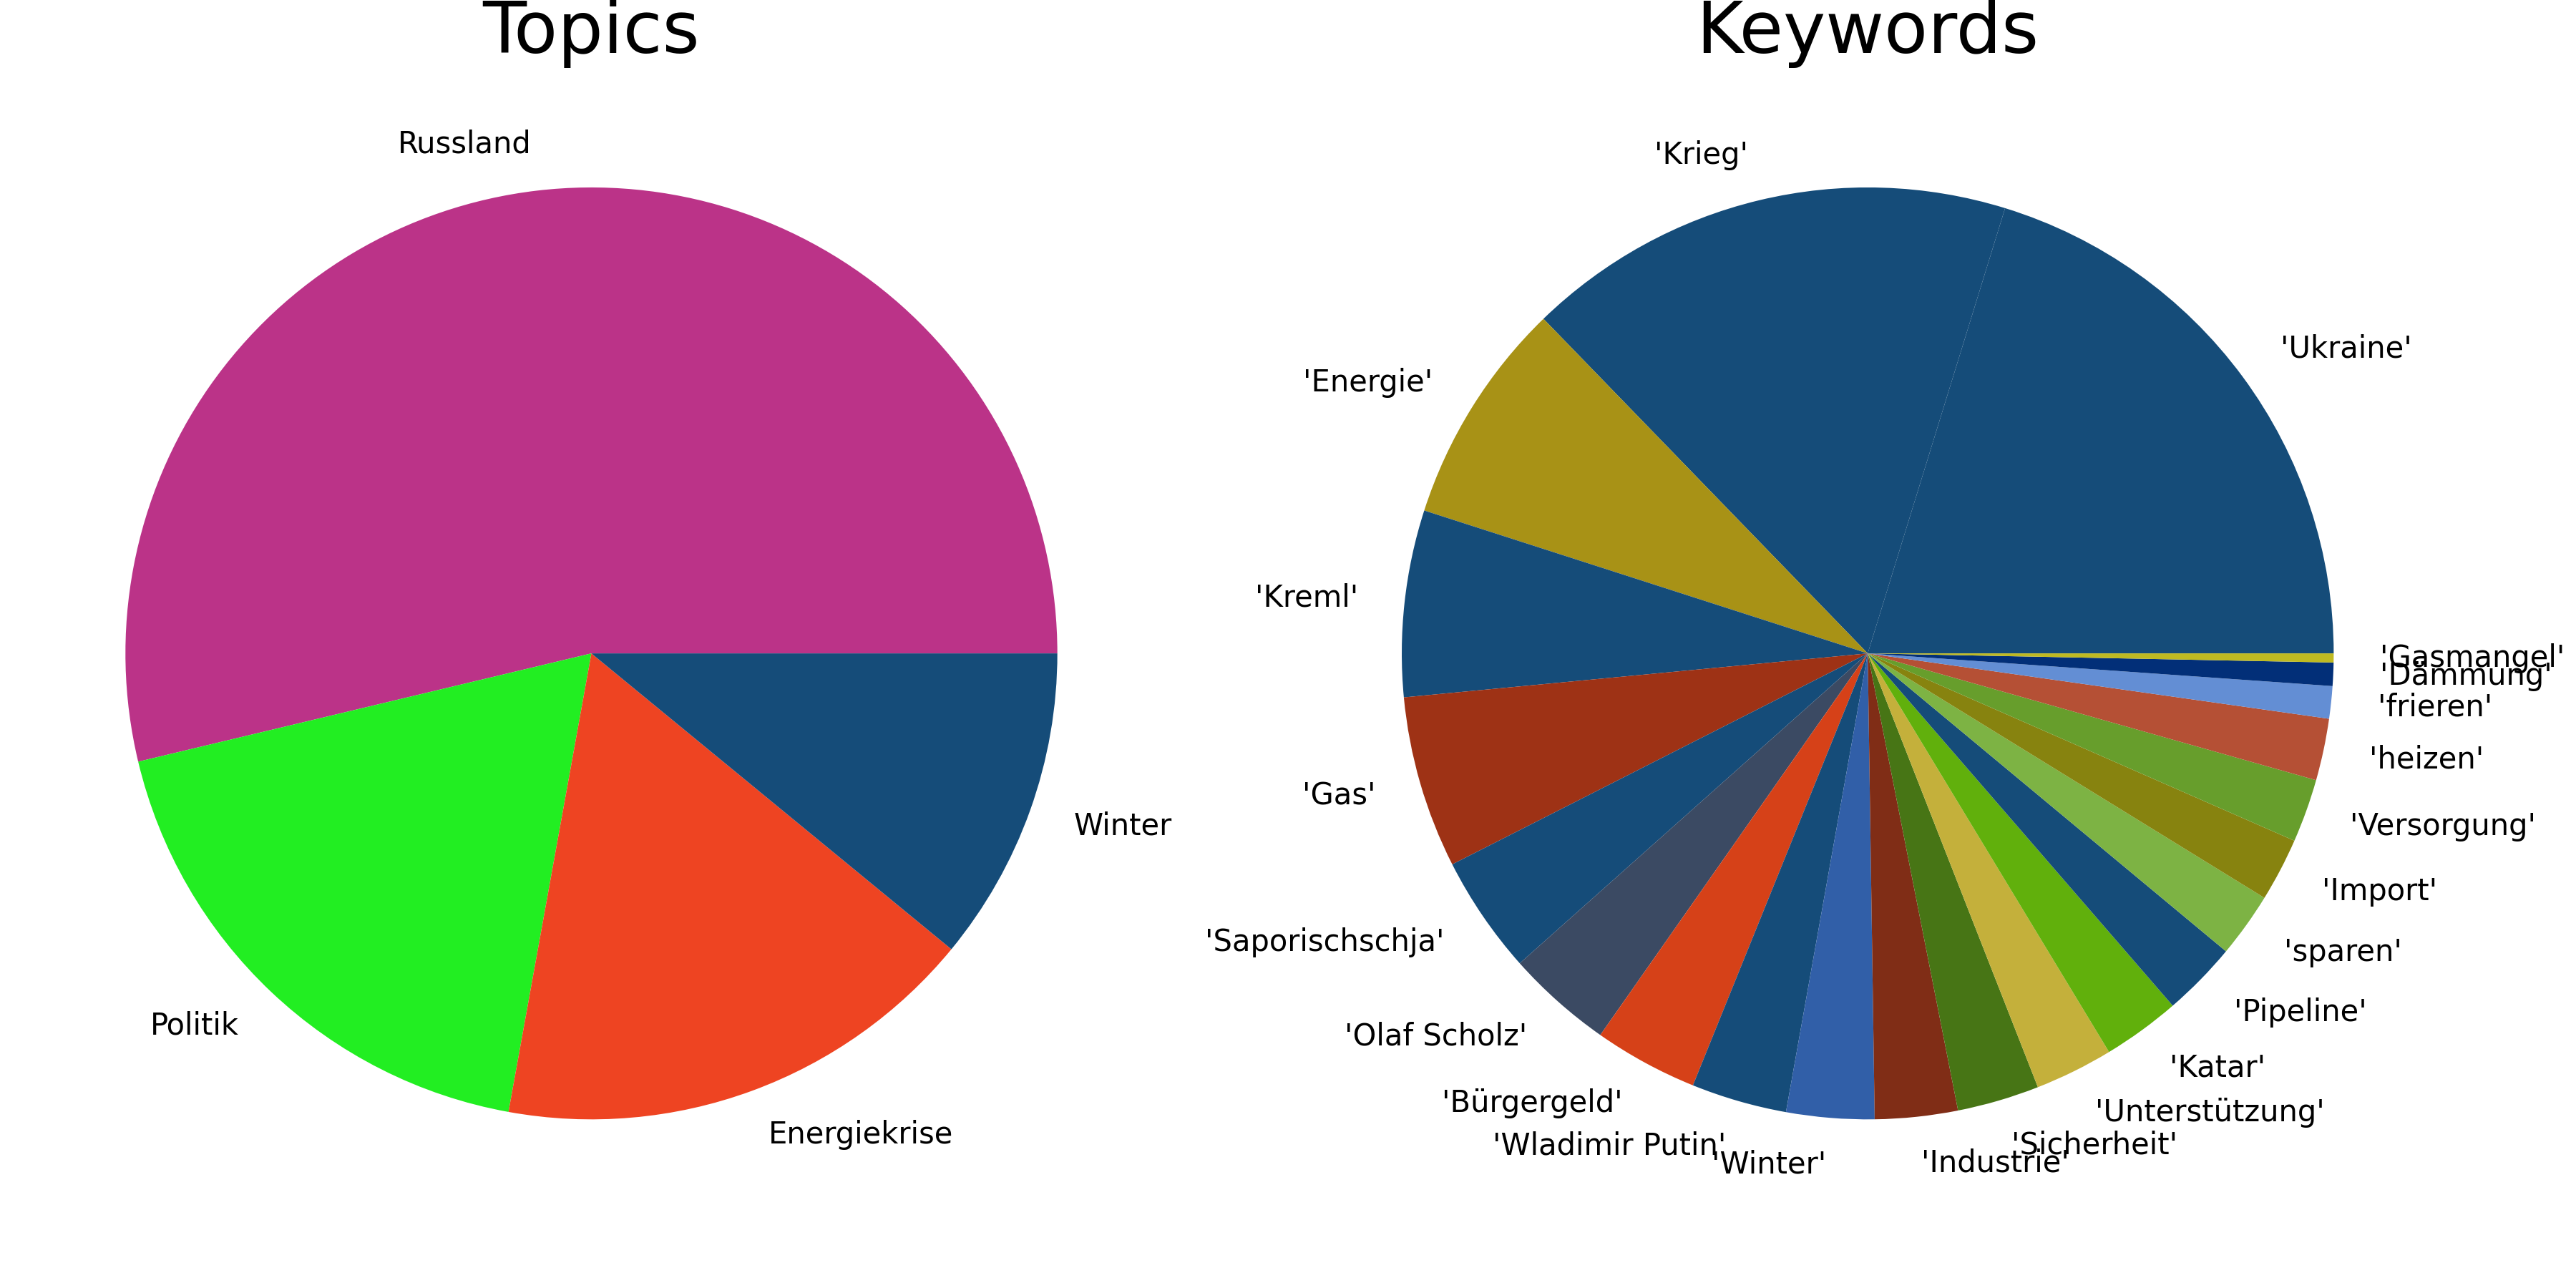 Topics
Russland
Politik
Energiekrise
Winter
Keywords
'Ukraine'
'Krieg'
'Energie'
'Kreml'
'Gas'
'Saporischschja'
'Olaf Scholz'
'Bürgergeld'
'Wladimir Putin'
'Winter'
'Industrie'
'Sicherheit'
'Unterstützung'
'Katar'
'Pipeline'
'sparen'
'Import'
'Versorgung'
'heizen'
'frieren'
'Dämmung'
'Gasmangel'